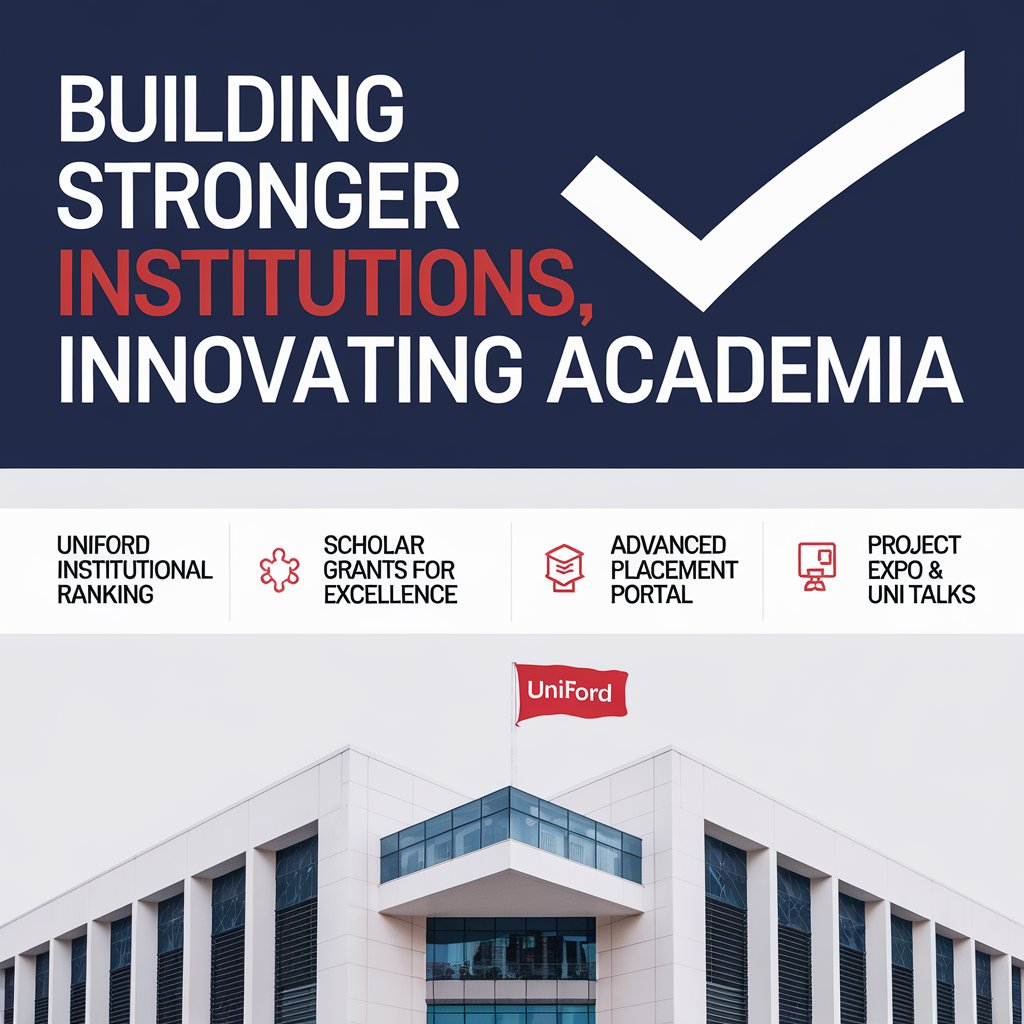 BUILDING
STRONGER
INSTITUTIONS,
INNOVATING ACADEMIA
UNIFORD
INSTITUTIONAL
RANKING
SCHOLAR
GRANTS FOR
EXCELLENCE
ADVANCED
PLACEMENT
PORTAL
PROJECT
EXPO &
UNI TALKS
UniFord